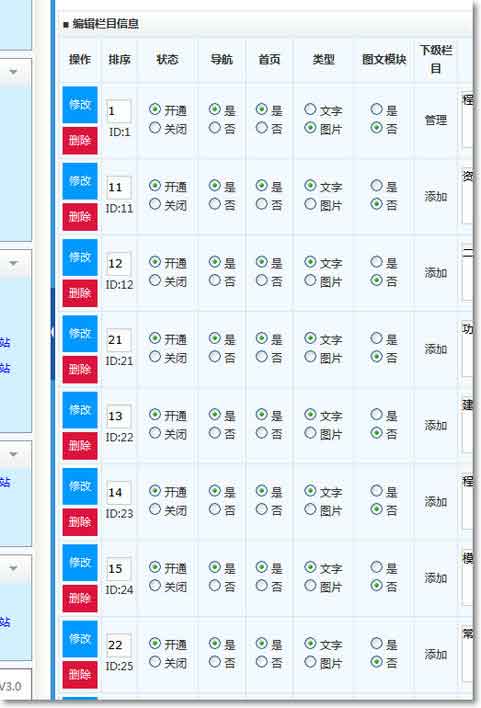 ■ 编辑栏目信息
操作 排序 状态 导航 首页 类型 图文模块 下级栏目
修改 删除 1 ID:1 开通 关闭 是 否 是 否 文字 图片 是 否 管理 程
修改 删除 11 ID:11 开通 关闭 是 否 是 否 文字 图片 是 否 添加 资
修改 删除 12 ID:12 开通 关闭 是 否 是 否 文字 图片 是 否 添加 二
修改 删除 21 ID:21 开通 关闭 是 否 是 否 文字 图片 是 否 添加 功
修改 删除 13 ID:22 开通 关闭 是 否 是 否 文字 图片 是 否 添加 建
修改 删除 14 ID:23 开通 关闭 是 否 是 否 文字 图片 是 否 添加 程
修改 删除 15 ID:24 开通 关闭 是 否 是 否 文字 图片 是 否 添加 模
修改 删除 22 ID:25 开通 关闭 是 否 是 否 文字 图片 是 否 添加 常
站
站
站
站
V3.0